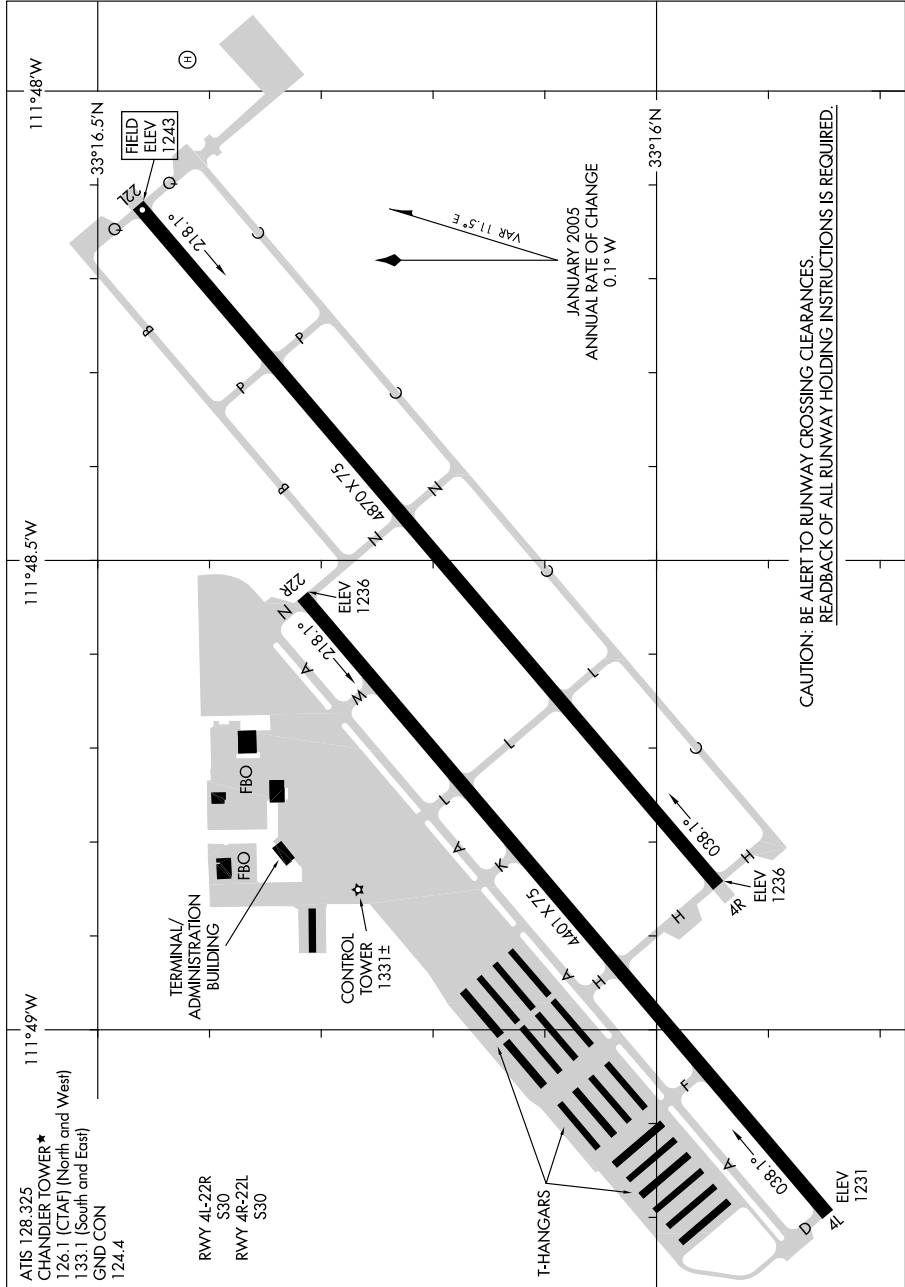 ATIS 128.325
CHANDLER TOWER★
126.1 (CTAF) (North and West)
133.1 (South and East)
GND CON
124.4
RWY 4L-22R
S30
RWY 4R-22L
S30
111°49'W
111°48.5'W
111°48'W
33°16.5'N
33°16'N
FIELD
ELEV
1243
H
22L
218.1°
Q
Q
B
C
P
P
B
C
4870 X 75
N
N
C
22R
ELEV
1236
N
218.1°
A
W
L
L
L
C
A
K
4401 X 75
A
H
H
H
038.1°
4R
ELEV
1236
F
A
038.1°
D
4L
ELEV
1231
FBO
FBO
TERMINAL/
ADMINISTRATION
BUILDING
CONTROL
TOWER
1331±
T-HANGARS
VAR 11.5° E
JANUARY 2005
ANNUAL RATE OF CHANGE
0.1° W
CAUTION: BE ALERT TO RUNWAY CROSSING CLEARANCES.
READBACK OF ALL RUNWAY HOLDING INSTRUCTIONS IS REQUIRED.